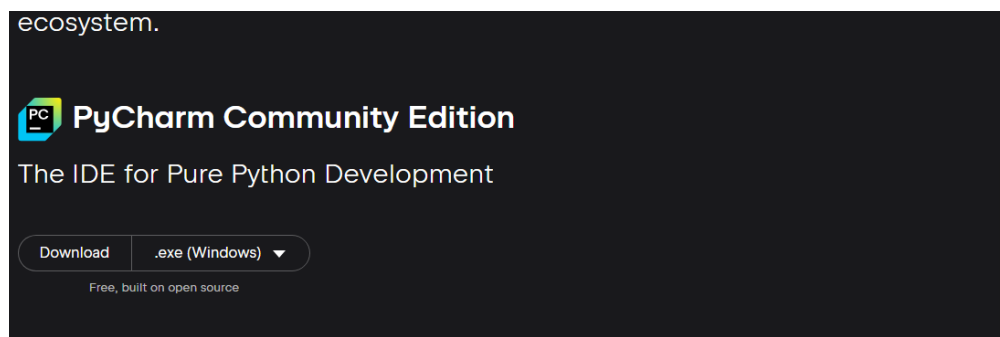 ecosystem.
PC
PyCharm Community Edition
The IDE for Pure Python Development
Download .exe (Windows)
Free, built on open source